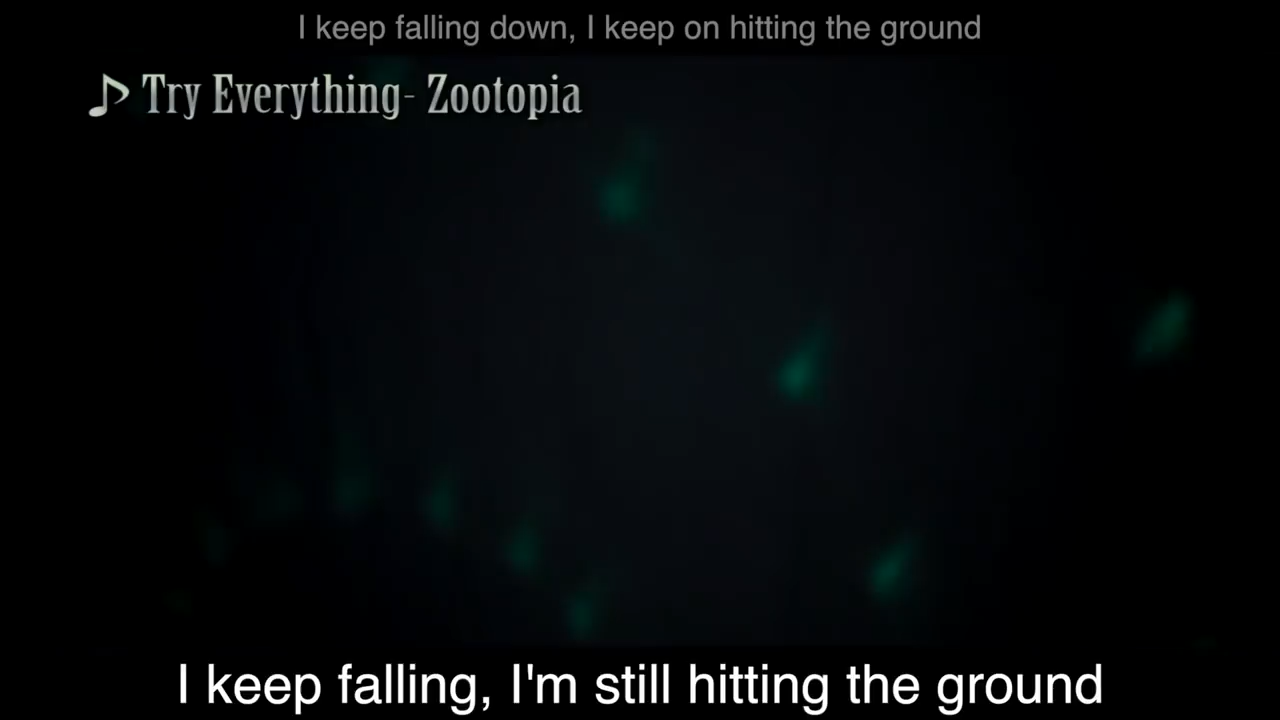 I keep falling down, I keep on hitting the ground
♪ Try Everything- Zootopia
I keep falling, I'm still hitting the ground